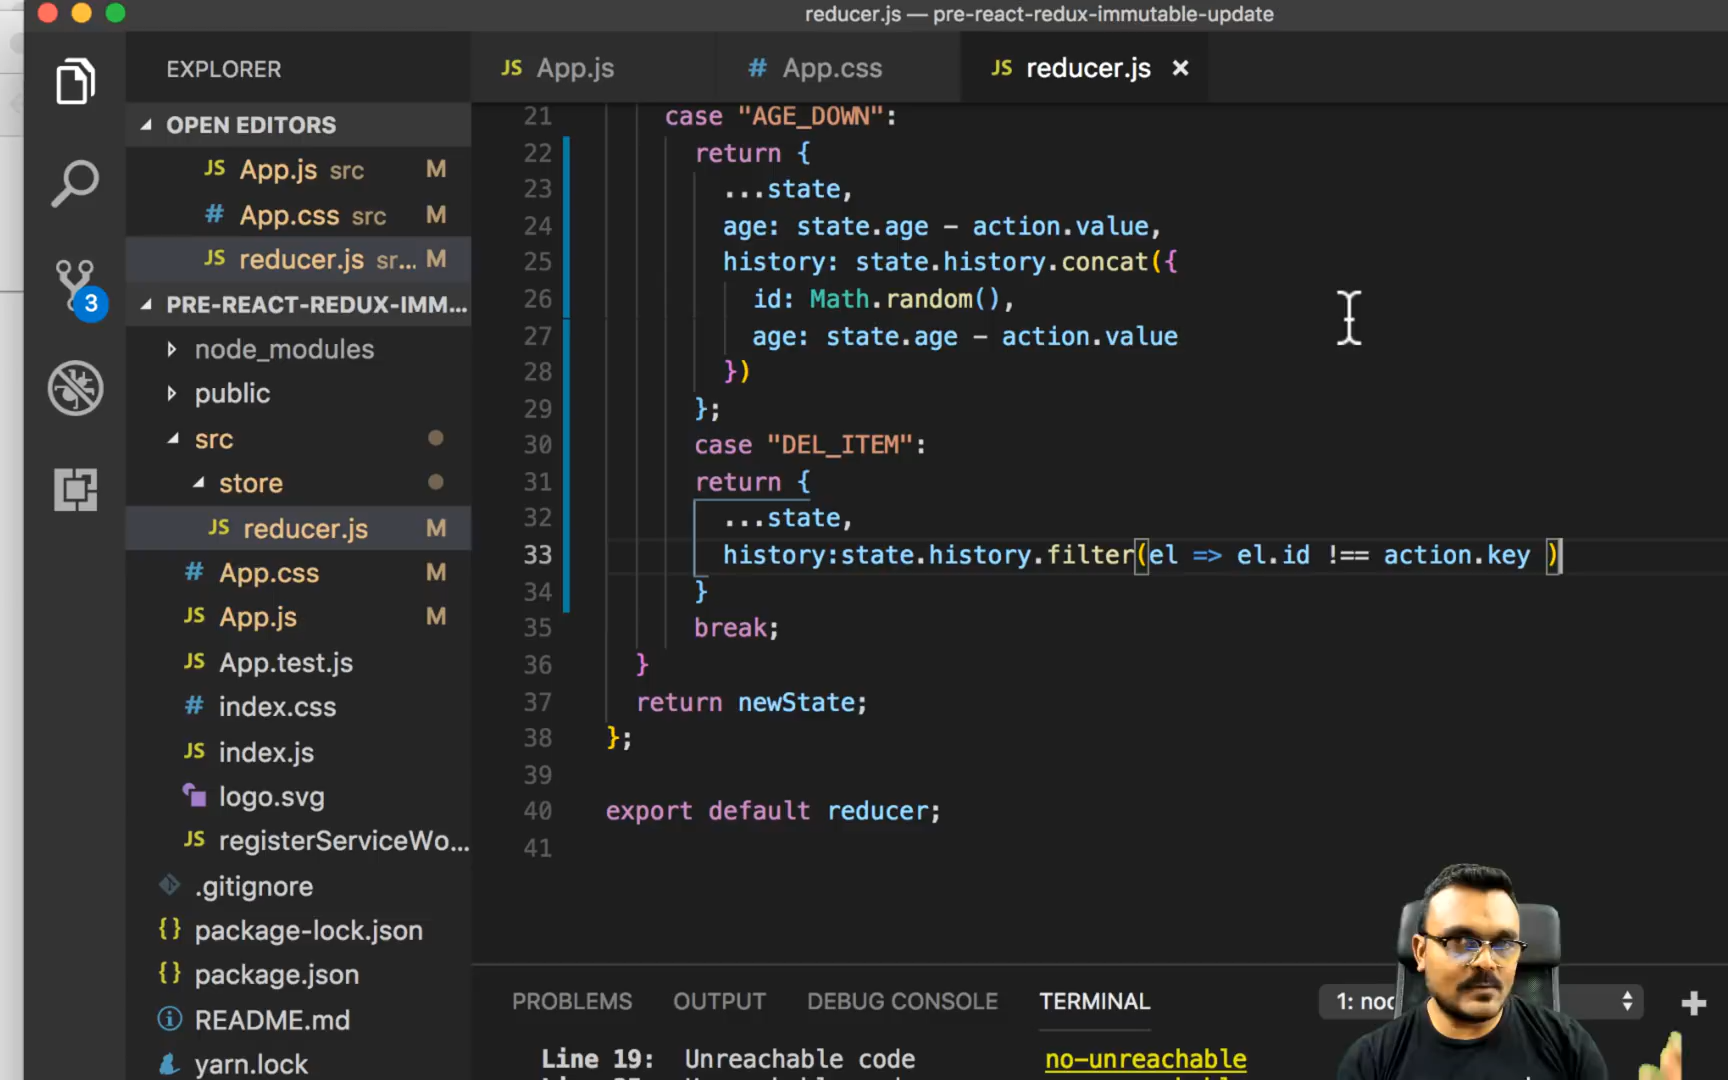 reducer.js — pre-react-redux-immutable-update
EXPLORER
OPEN EDITORS
JS App.js src M
# App.css src M
JS reducer.js sr... M
3
PRE-REACT-REDUX-IMM...
node_modules
public
src
store
JS reducer.js M
# App.css M
JS App.js M
JS App.test.js
# index.css
JS index.js
logo.svg
JS registerServiceWo...
.gitignore
{} package-lock.json
{} package.json
README.md
yarn.lock
JS App.js
# App.css
JS reducer.js ×
21 case "AGE_DOWN":
22 return {
23 ...state,
24 age: state.age - action.value,
25 history: state.history.concat({
26 id: Math.random(),
27 age: state.age - action.value
28 })
29 };
30 case "DEL_ITEM":
31 return {
32 ...state,
33 history:state.history.filter(el => el.id !== action.key )
34 }
35 break;
36 }
37 return newState;
38 };
39
40 export default reducer;
41
PROBLEMS OUTPUT DEBUG CONSOLE TERMINAL
Line 19: Unreachable code no-unreachable